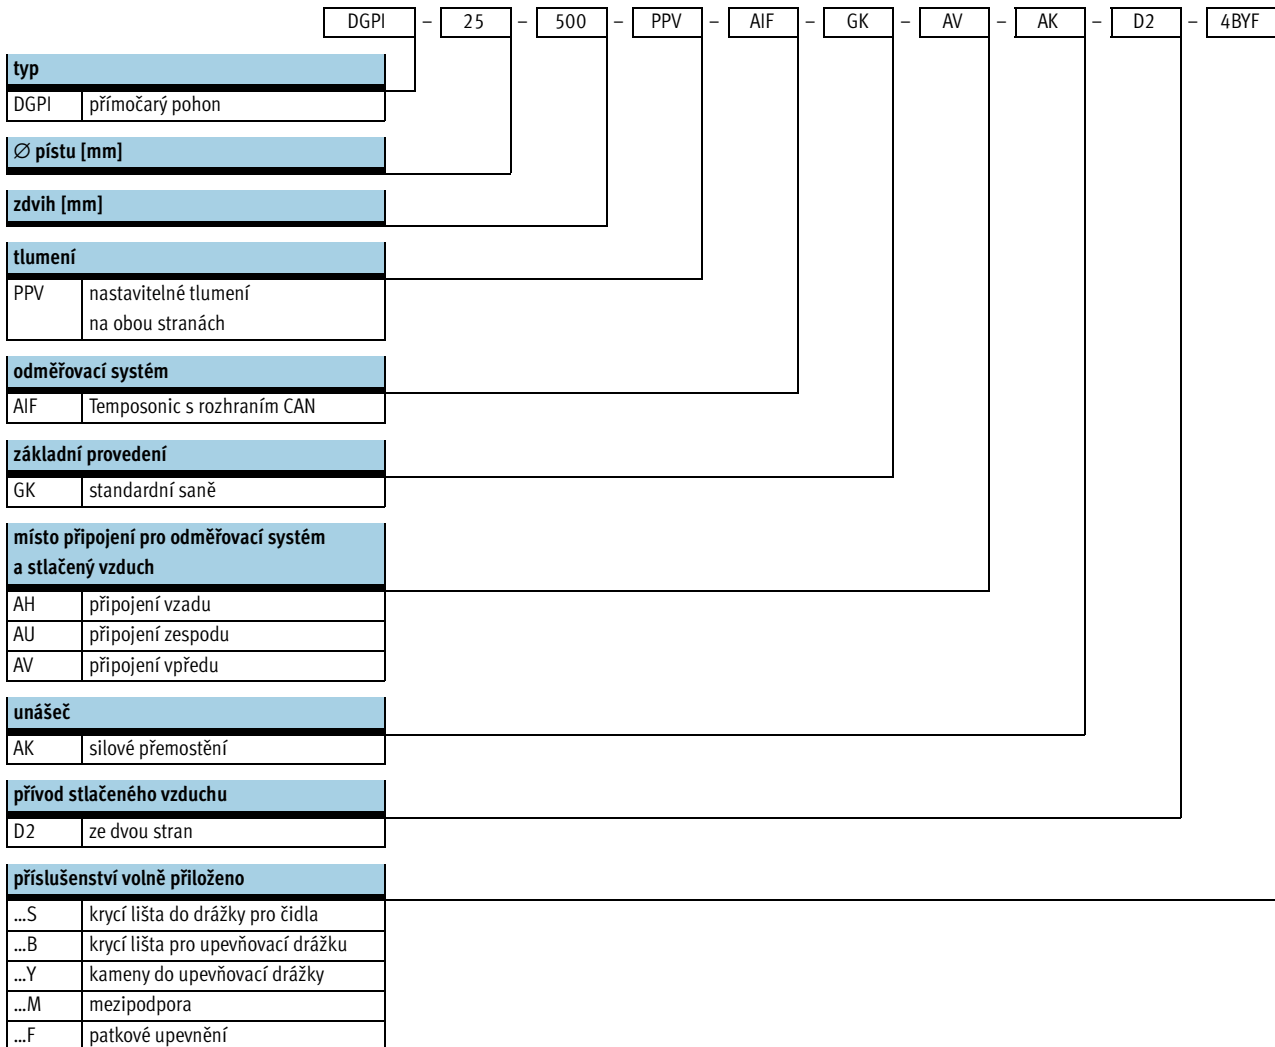 DGPI – 25 – 500 – PPV – AIF – GK – AV – AK – D2 – 4BYF
typ
DGPI přímočarý pohon
∅ pístu [mm]
zdvih [mm]
tlumení
PPV nastavitelné tlumení
na obou stranách
odměřovací systém
AIF Temposonic s rozhraním CAN
základní provedení
GK standardní saně
místo připojení pro odměřovací systém
a stlačený vzduch
AH připojení vzadu
AU připojení zespodu
AV připojení vpředu
unášeč
AK silové přemostění
přívod stlačeného vzduchu
D2 ze dvou stran
příslušenství volně přiloženo
...S krycí lišta do drážky pro čidla
...B krycí lišta pro upevňovací drážku
...Y kameny do upevňovací drážky
...M mezipodpora
...F patkové upevnění